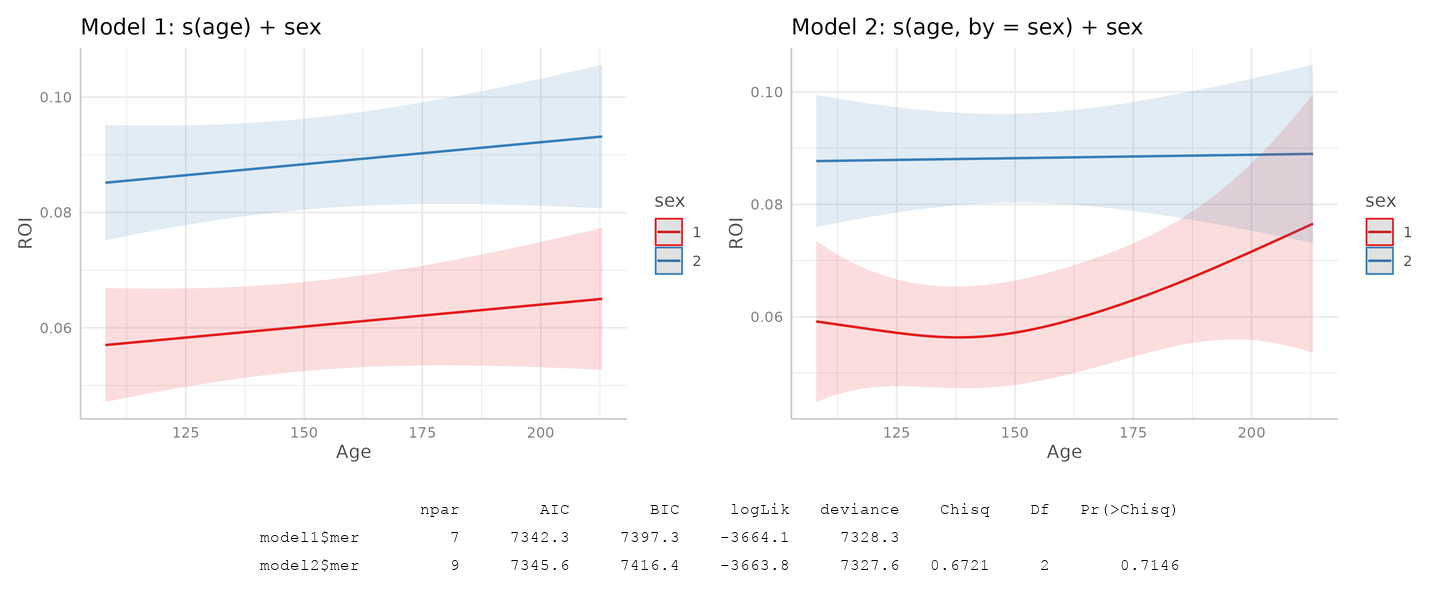 Model 1: s(age) + sex
0.10
0.08
0.06
ROI
125 150 175 200
Age
sex
1
2
Model 2: s(age, by = sex) + sex
0.10
0.08
0.06
ROI
125 150 175 200
Age
sex
1
2
npar AIC BIC logLik deviance Chisq Df Pr(>Chisq)
model1$mer 7 7342.3 7397.3 -3664.1 7328.3
model2$mer 9 7345.6 7416.4 -3663.8 7327.6 0.6721 2 0.7146